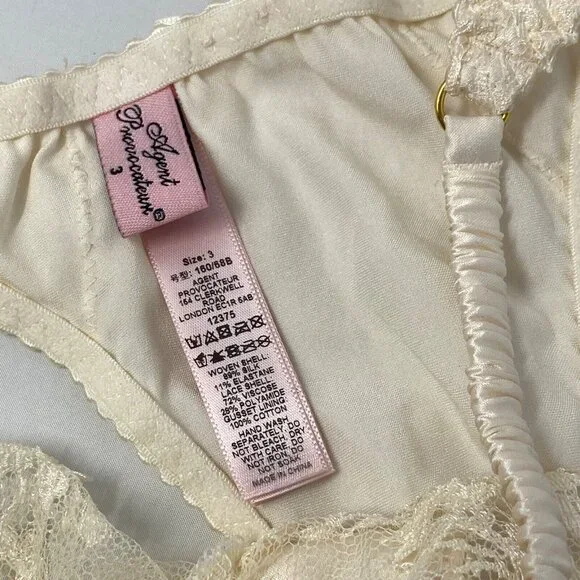 Agent
Provocateur®
3
Size: 3
号型: 160/68B
AGENT
PROVOCATEUR
154 CLERKWELL
ROAD
LONDON EC1R 5AB
12375
WOVEN SHELL:
89% SILK
11% ELASTANE
LACE SHELL:
72% VISCOSE
28% POLYAMIDE
GUSSET LINING
100% COTTON
HAND WASH
SEPARATELY. DO
NOT BLEACH. DRY
WITH CARE. DO
NOT IRON. DO
NOT SOAK
MADE IN CHINA